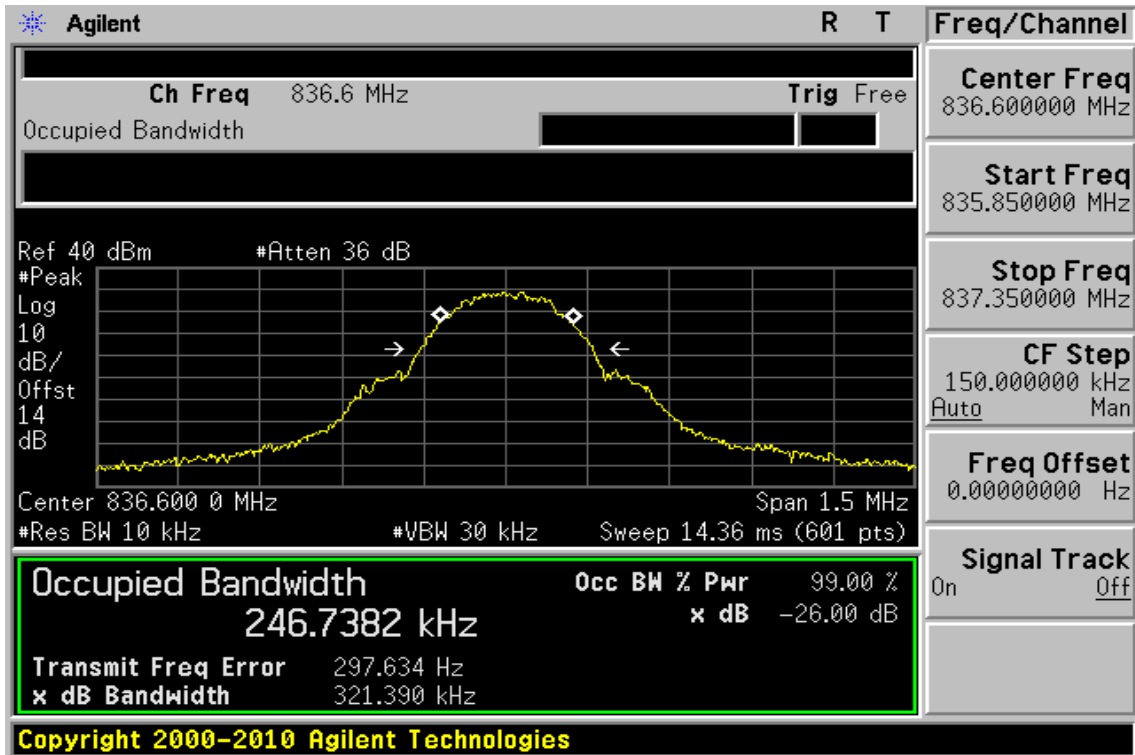 Agilent R T
Freq/Channel
Ch Freq 836.6 MHz Trig Free
Occupied Bandwidth
Center Freq
836.600000 MHz
Start Freq
835.850000 MHz
Stop Freq
837.350000 MHz
CF Step
150.000000 kHz
Auto Man
Freq Offset
0.00000000 Hz
Signal Track
On Off
Ref 40 dBm #Atten 36 dB
#Peak
Log
10
dB/
Offst
14
dB
Center 836.600 0 MHz Span 1.5 MHz
#Res BW 10 kHz #VBW 30 kHz Sweep 14.36 ms (601 pts)
Occupied Bandwidth Occ BW % Pwr 99.00 %
246.7382 kHz x dB -26.00 dB
Transmit Freq Error 297.634 Hz
x dB Bandwidth 321.390 kHz
Copyright 2000-2010 Agilent Technologies